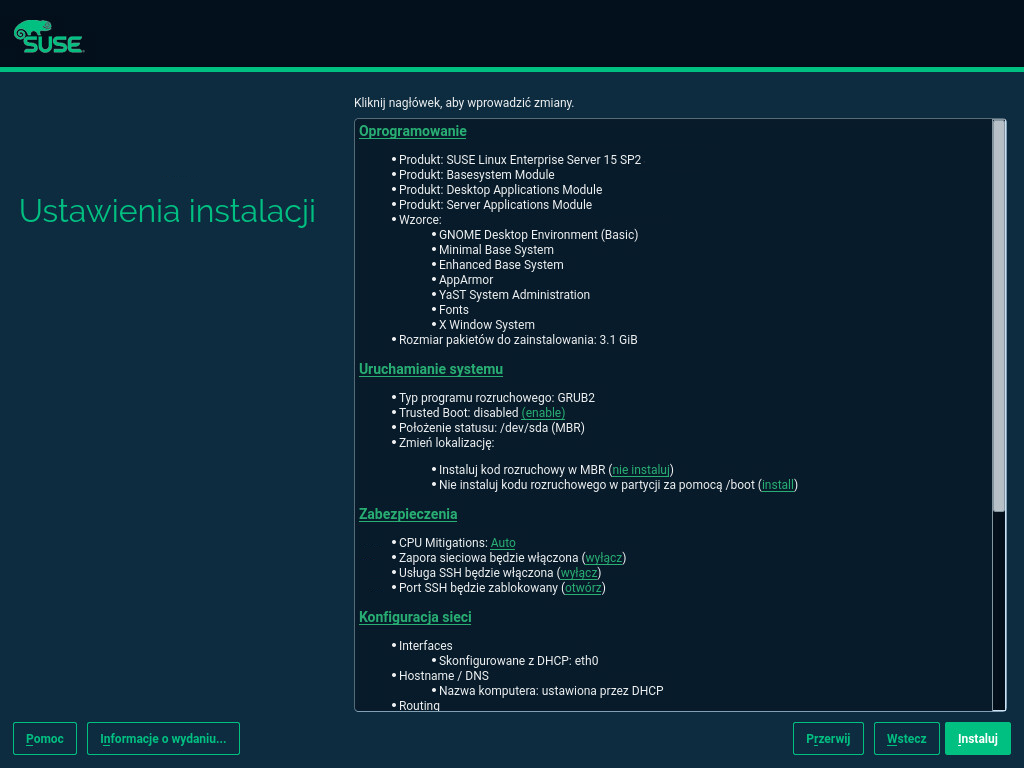 SUSE
Kliknij nagłówek, aby wprowadzić zmiany.
Ustawienia instalacji
Oprogramowanie
Produkt: SUSE Linux Enterprise Server 15 SP2
Produkt: Basesystem Module
Produkt: Desktop Applications Module
Produkt: Server Applications Module
Wzorce:
GNOME Desktop Environment (Basic)
Minimal Base System
Enhanced Base System
AppArmor
YaST System Administration
Fonts
X Window System
Rozmiar pakietów do zainstalowania: 3.1 GiB
Uruchamianie systemu
Typ programu rozruchowego: GRUB2
Trusted Boot: disabled (enable)
Położenie statusu: /dev/sda (MBR)
Zmień lokalizację:
Instaluj kod rozruchowy w MBR (nie instaluj)
Nie instaluj kodu rozruchowego w partycji za pomocą /boot (install)
Zabezpieczenia
CPU Mitigations: Auto
Zapora sieciowa będzie włączona (wyłącz)
Usługa SSH będzie włączona (wyłącz)
Port SSH będzie zablokowany (otwórz)
Konfiguracja sieci
Interfaces
Skonfigurowane z DHCP: eth0
Hostname / DNS
Nazwa komputera: ustawiona przez DHCP
Routing
Pomoc
Informacje o wydaniu...
Przerwij
Wstecz
Instaluj